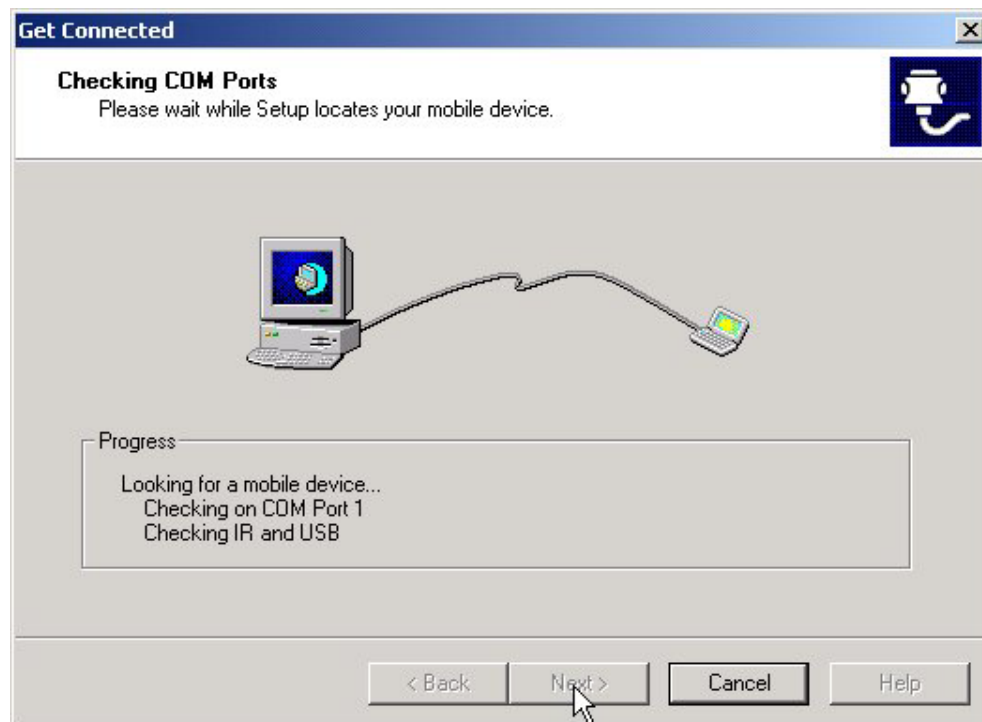 Get Connected
Checking COM Ports
Please wait while Setup locates your mobile device.
Progress
Looking for a mobile device...
Checking on COM Port 1
Checking IR and USB
< Back Next > Cancel Help